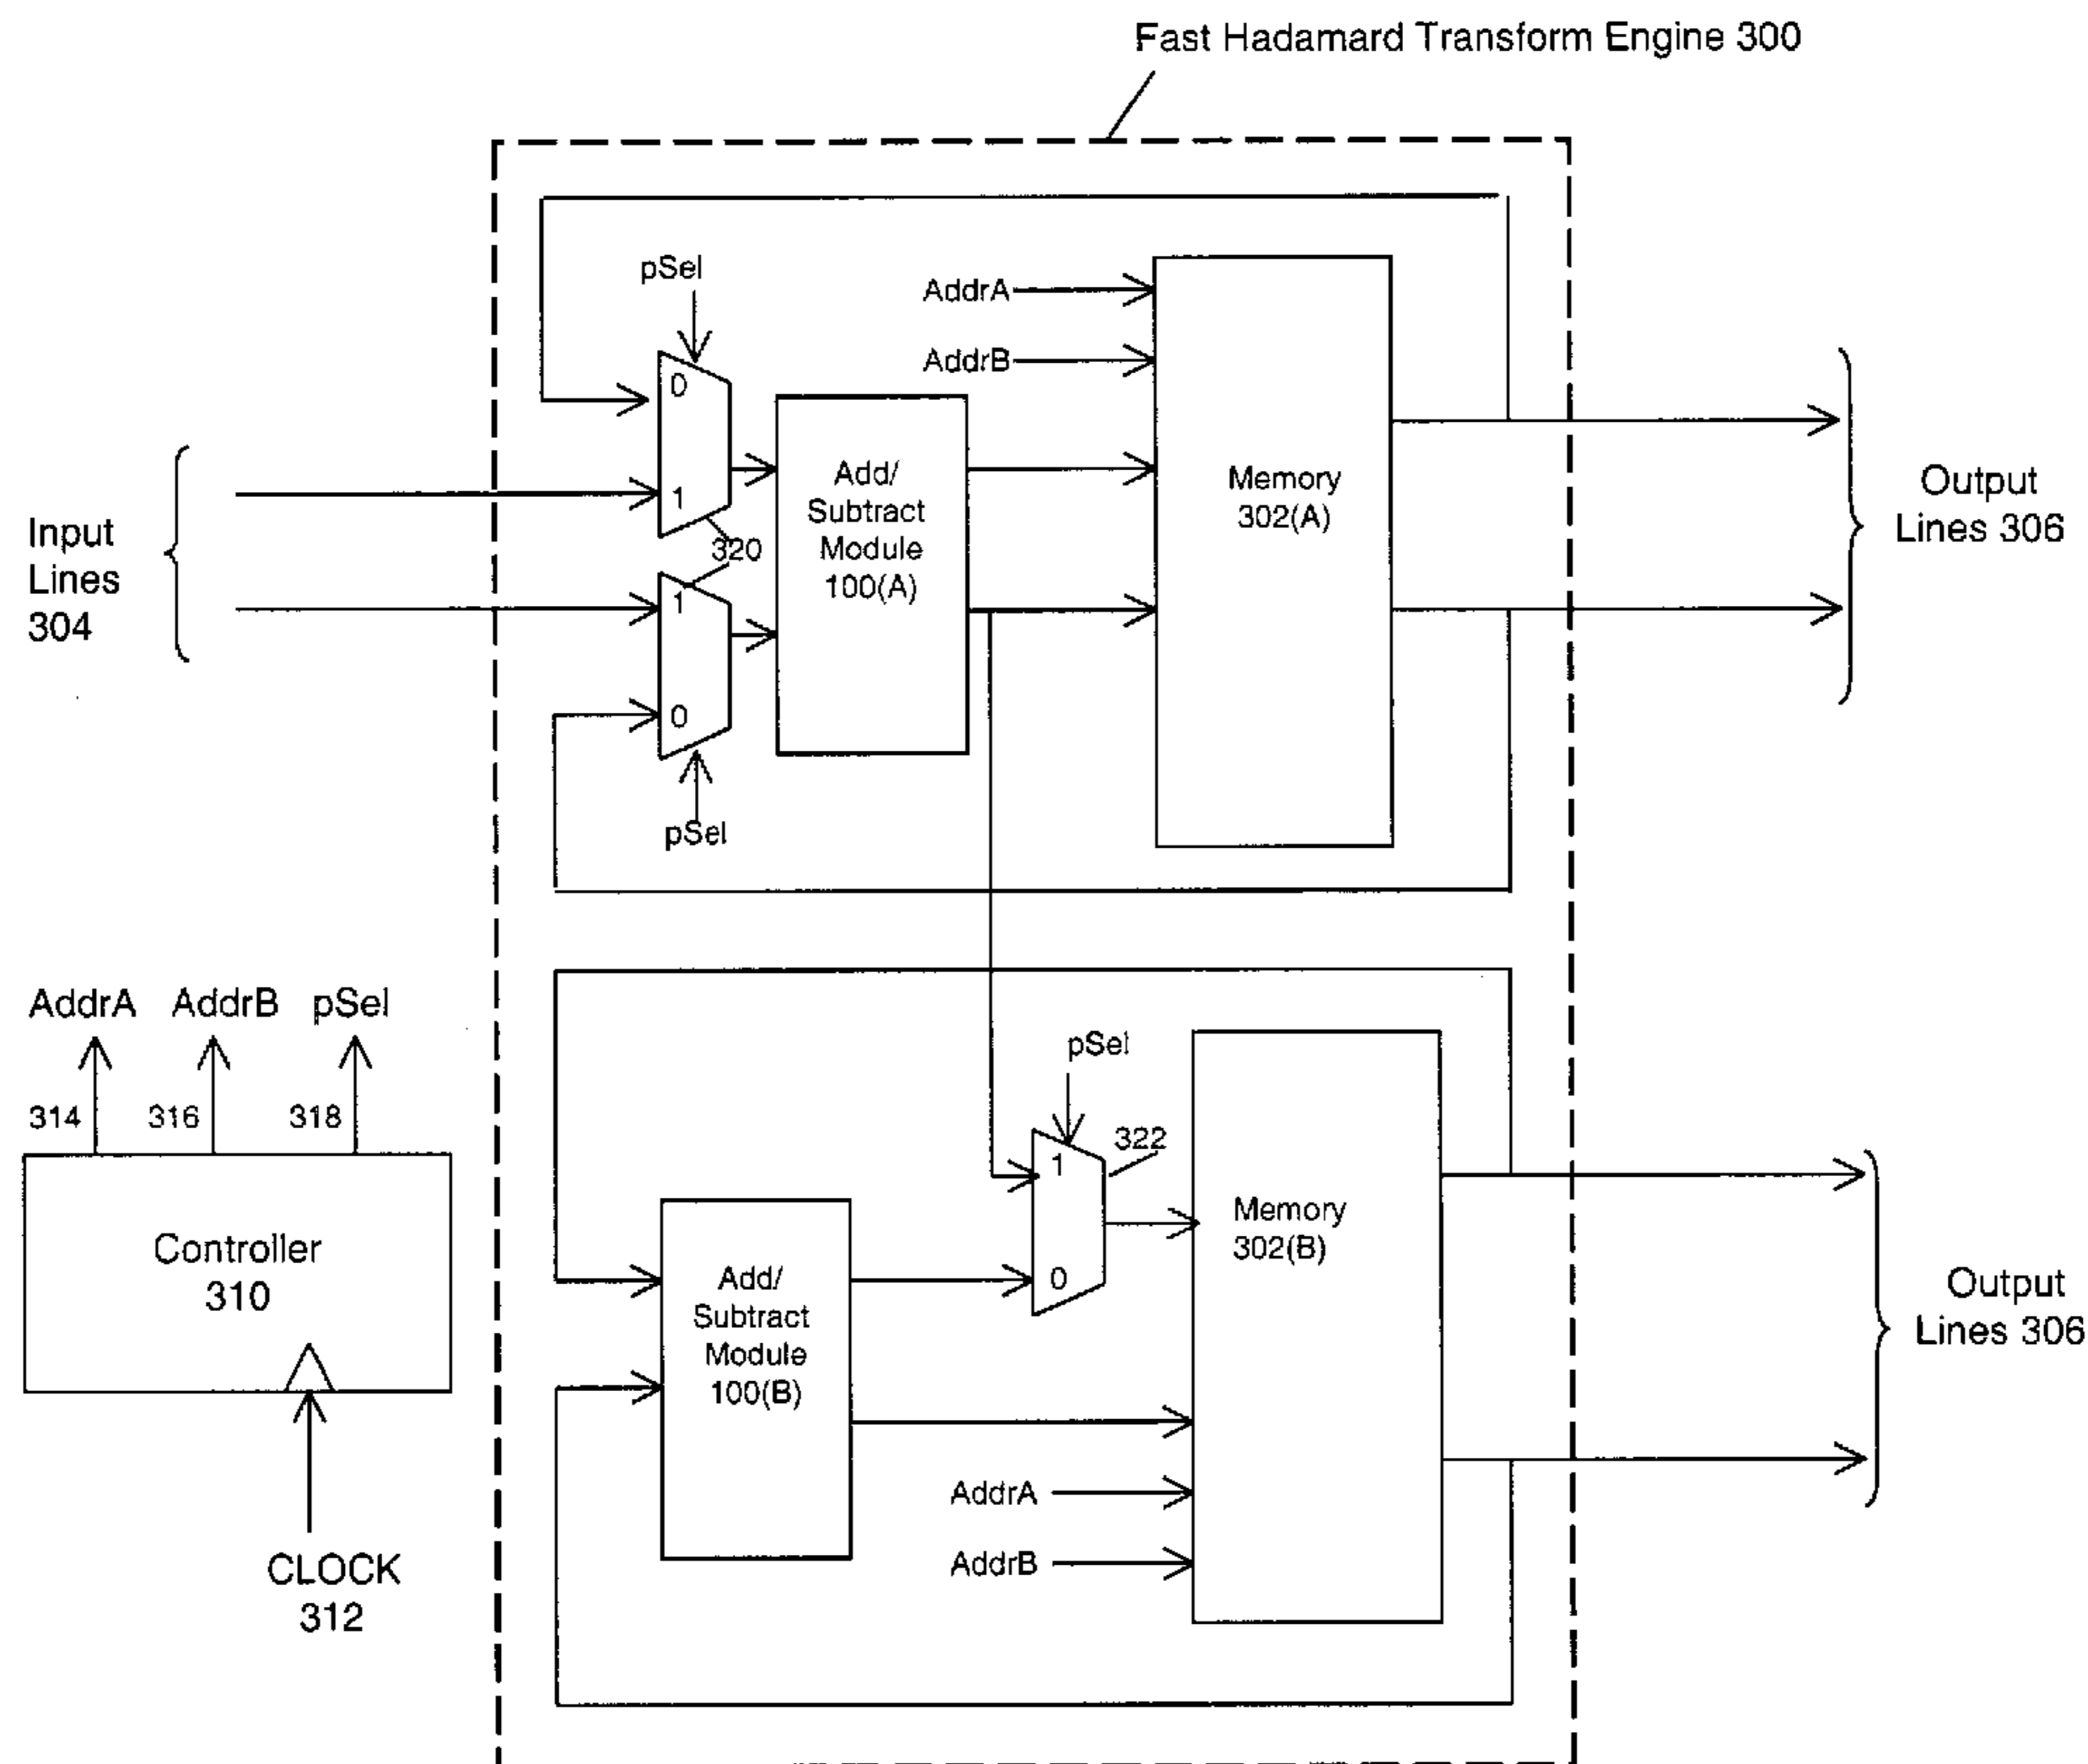 Fast Hadamard Transform Engine 300
pSel
AddrA
AddrB
0
1
320
1
0
pSel
Add/
Subtract
Module
100(A)
Memory
302(A)
Input
Lines
304
Output
Lines 306
AddrA AddrB pSel
314 316 318
Controller
310
CLOCK
312
pSel
322
1
0
Add/
Subtract
Module
100(B)
Memory
302(B)
AddrA
AddrB
Output
Lines 306